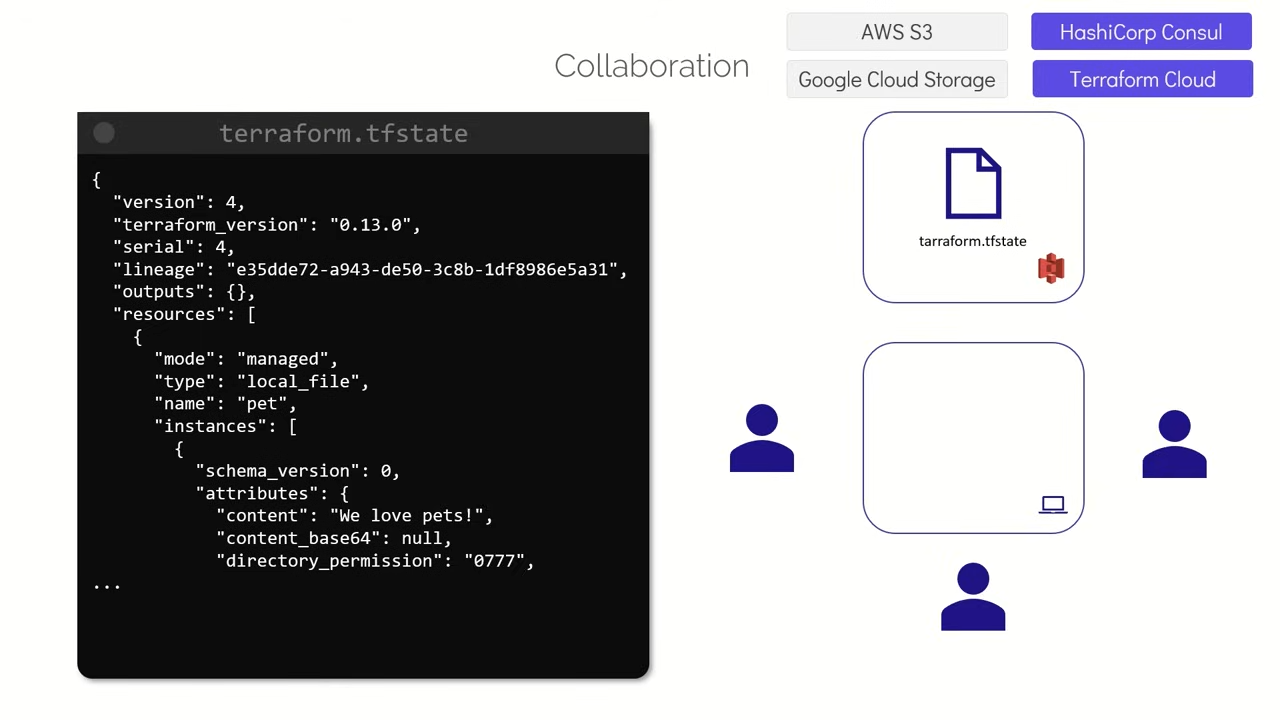 Collaboration
AWS S3
HashiCorp Consul
Google Cloud Storage
Terraform Cloud
terraform.tfstate
{
"version": 4,
"terraform_version": "0.13.0",
"serial": 4,
"lineage": "e35dde72-a943-de50-3c8b-1df8986e5a31",
"outputs": {},
"resources": [
{
"mode": "managed",
"type": "local_file",
"name": "pet",
"instances": [
{
"schema_version": 0,
"attributes": {
"content": "We love pets!",
"content_base64": null,
"directory_permission": "0777",
...
tarraform.tfstate